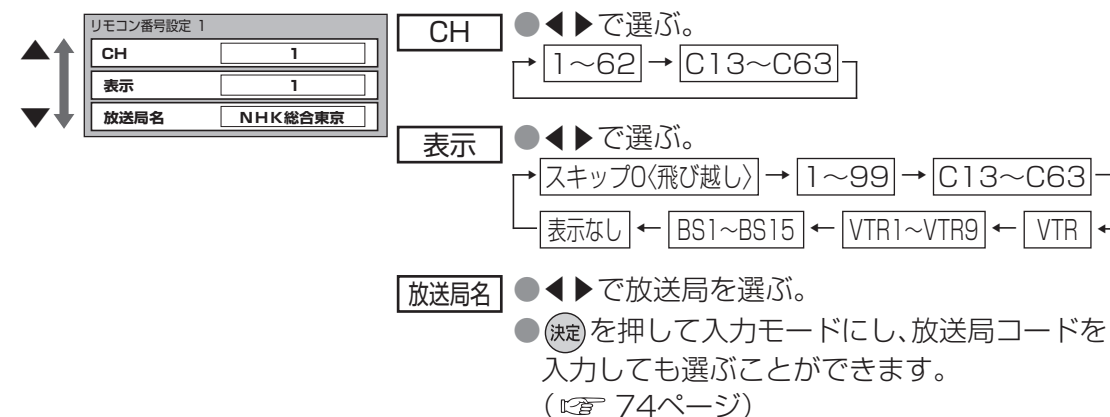 リモコン番号設定 1
CH 1
表示 1
放送局名 NHK総合東京
CH ●◀▶で選ぶ。
1～62 → C13～C63
表示 ●◀▶で選ぶ。
スキップ0〈飛び越し〉 → 1～99 → C13～C63
表示なし ← BS1～BS15 ← VTR1～VTR9 ← VTR ←
放送局名 ●◀▶で放送局を選ぶ。
●決定を押して入力モードにし、放送局コードを
入力しても選ぶことができます。
(☞ 74ページ)